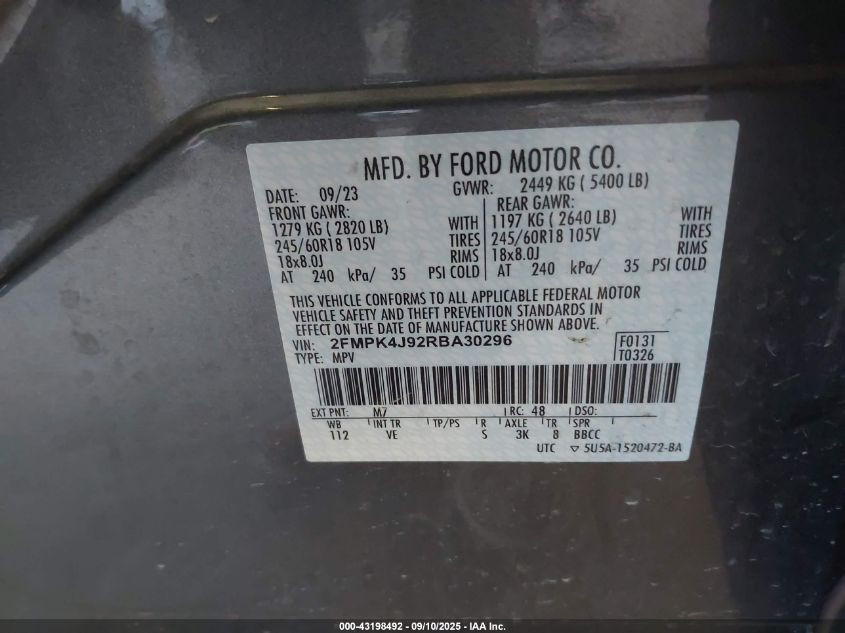 MFD. BY FORD MOTOR CO.
DATE: 09/23 GVWR: 2449 KG ( 5400 LB)
FRONT GAWR: REAR GAWR:
1279 KG ( 2820 LB) WITH 1197 KG ( 2640 LB) WITH
245/60R18 105V TIRES 245/60R18 105V TIRES
18x8.0J RIMS 18x8.0J RIMS
AT 240 kPa/ 35 PSI COLD AT 240 kPa/ 35 PSI COLD
THIS VEHICLE CONFORMS TO ALL APPLICABLE FEDERAL MOTOR
VEHICLE SAFETY AND THEFT PREVENTION STANDARDS IN
EFFECT ON THE DATE OF MANUFACTURE SHOWN ABOVE.
VIN: 2FMPK4J92RBA30296 F0131
TYPE: MPV T0326
EXT PNT: M7 RC: 48 DSO:
WB INT TR TP/PS R AXLE TR SPR
112 VE S 3K 8 BBCC
UTC ▽ 5U5A-1520472-BA
000-43198492 - 09/10/2025 - IAA Inc.